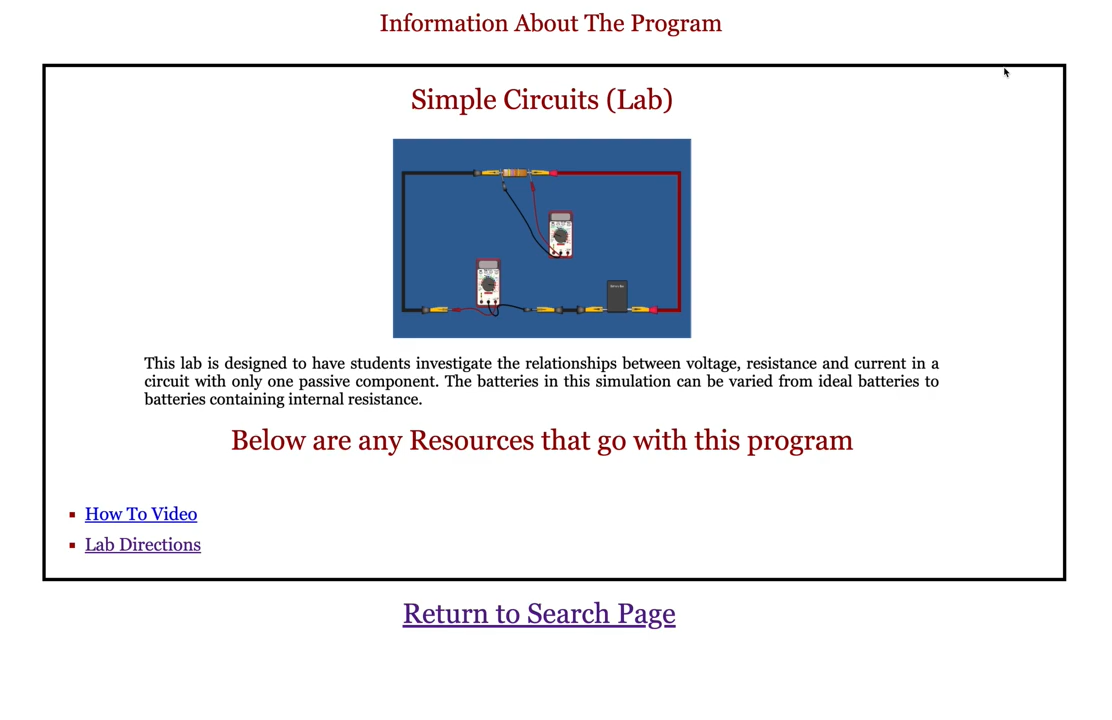 Information About The Program
Simple Circuits (Lab)
This lab is designed to have students investigate the relationships between voltage, resistance and current in a
circuit with only one passive component. The batteries in this simulation can be varied from ideal batteries to
batteries containing internal resistance.
Below are any Resources that go with this program
How To Video
Lab Directions
Return to Search Page